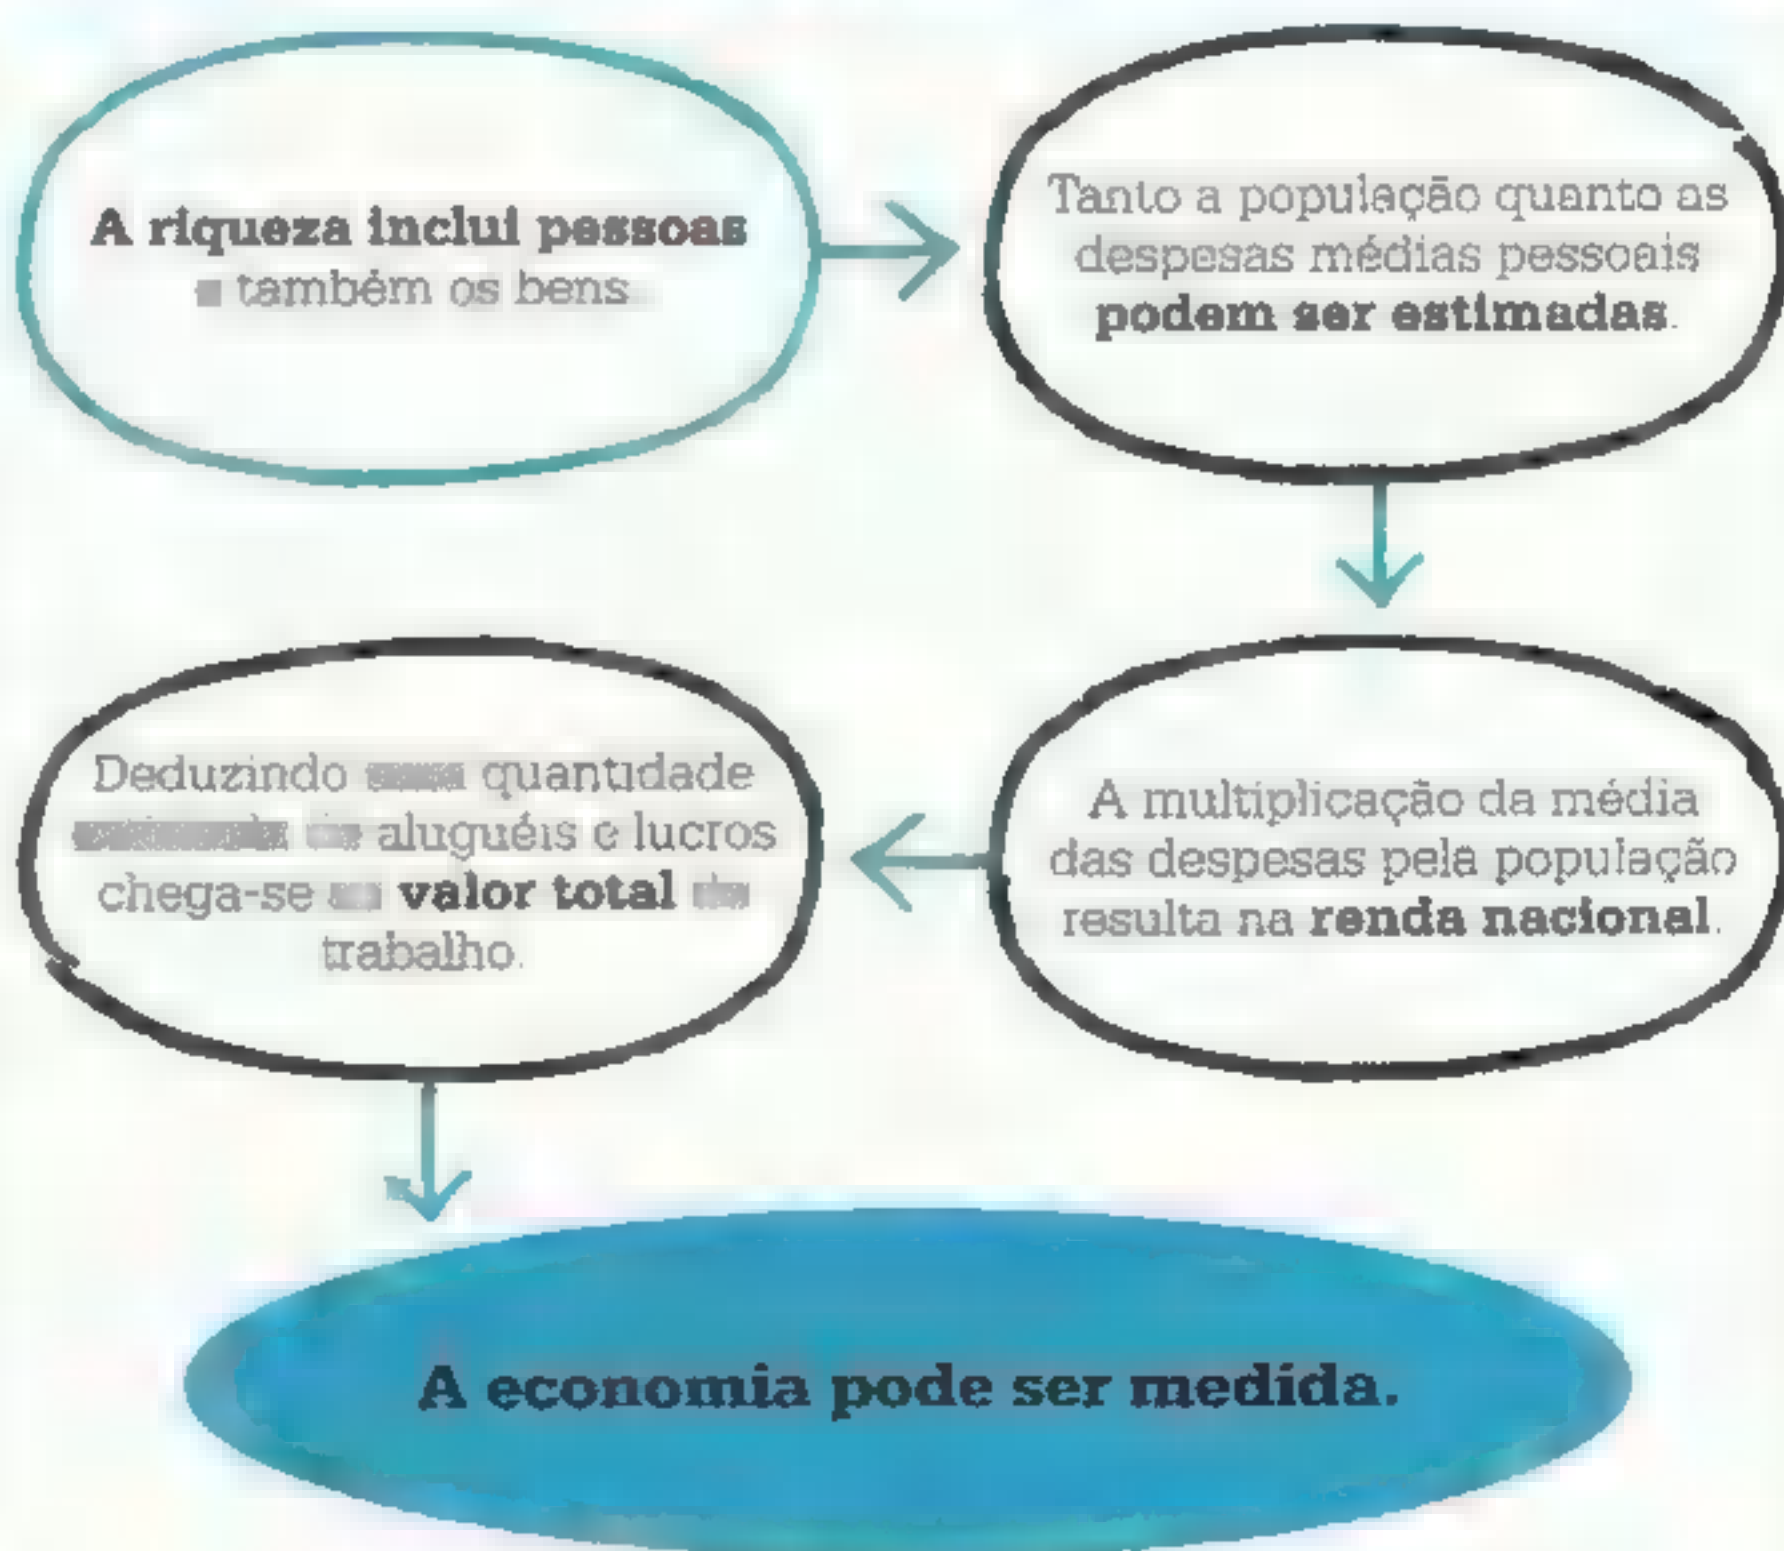 A riqueza inclui pessoas
também os bens
Tanto a população quanto as
despesas médias pessoais
podem ser estimadas.
A multiplicação da média
das despesas pela população
resulta na renda nacional.
Deduzindo quantidade
aluguéis e lucros
chega-se valor total
trabalho.
A economia pode ser medida.